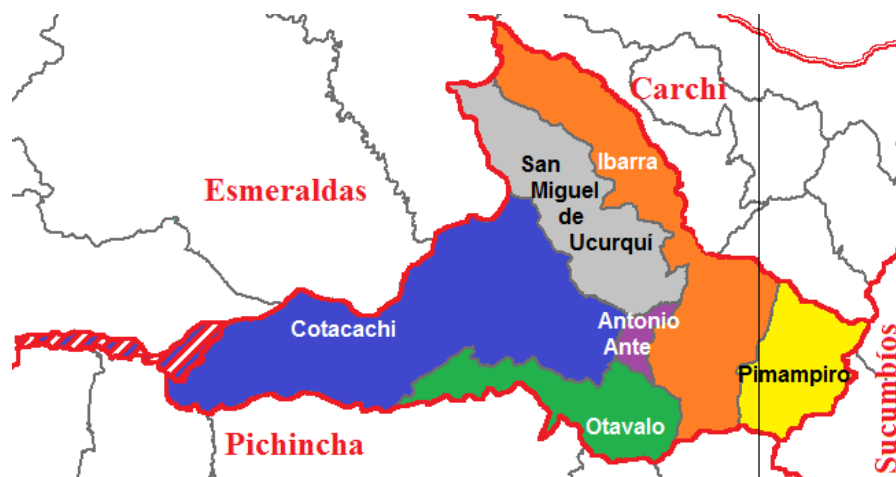 Carchi
Ibarra
San
Miguel
de
Ucurquí
Esmeraldas
Cotacachi
Antonio
Ante
Pimampiro
Otavalo
Pichincha
Sucumbíos